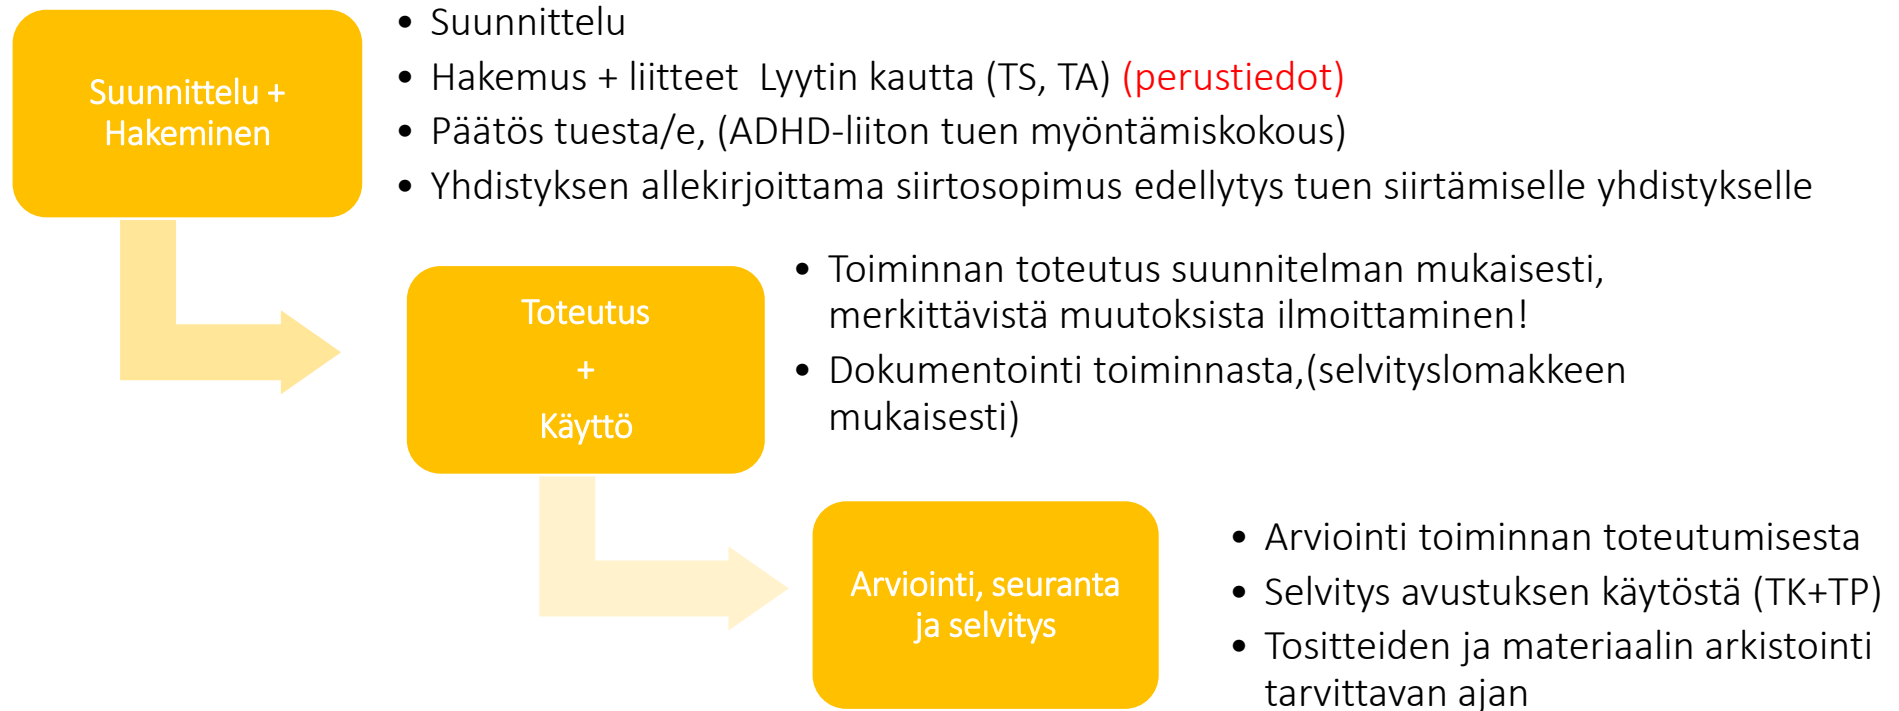 Suunnittelu +
Hakeminen
• Suunnittelu
• Hakemus + liitteet  Lyytin kautta (TS, TA) (perustiedot)
• Päätös tuesta/e, (ADHD-liiton tuen myöntämiskokous)
• Yhdistyksen allekirjoittama siirtosopimus edellytys tuen siirtämiselle yhdistykselle
Toteutus
+
Käyttö
• Toiminnan toteutus suunnitelman mukaisesti,
merkittävistä muutoksista ilmoittaminen!
• Dokumentointi toiminnasta,(selvityslomakkeen
mukaisesti)
Arviointi, seuranta
ja selvitys
• Arviointi toiminnan toteutumisesta
• Selvitys avustuksen käytöstä (TK+TP)
• Tositteiden ja materiaalin arkistointi
tarvittavan ajan